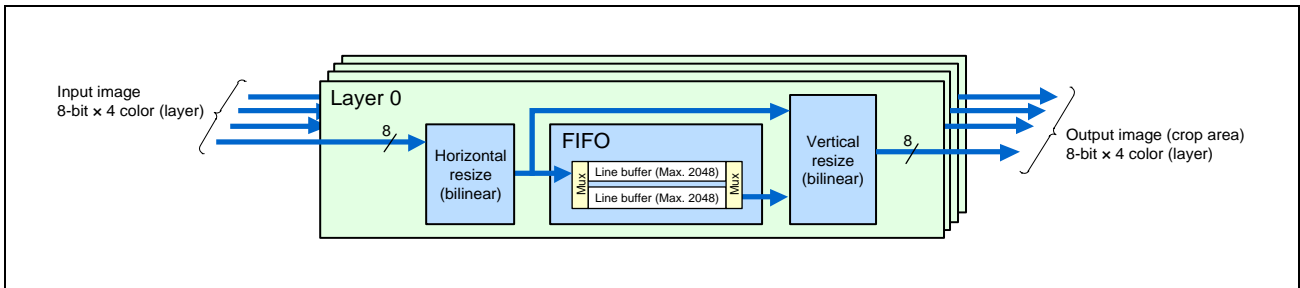 Input image
8-bit × 4 color (layer)
Layer 0
8
Horizontal
resize
(bilinear)
FIFO
Mux
Line buffer (Max. 2048)
Line buffer (Max. 2048)
Mux
Vertical
resize
(bilinear)
8
Output image (crop area)
8-bit × 4 color (layer)